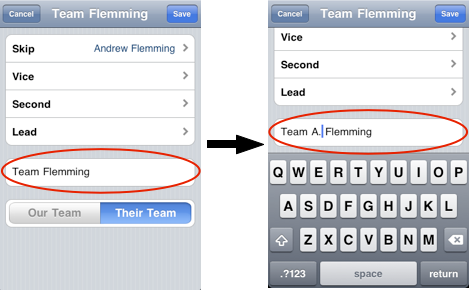 Cancel Team Flemming Save
Skip Andrew Flemming
Vice
Second
Lead
Team Flemming
Our Team Their Team
Cancel Team Flemming Save
Vice
Second
Lead
Team A. Flemming
Q W E R T Y U I O P
A S D F G H J K L
Z X C V B N M
.?123 space return